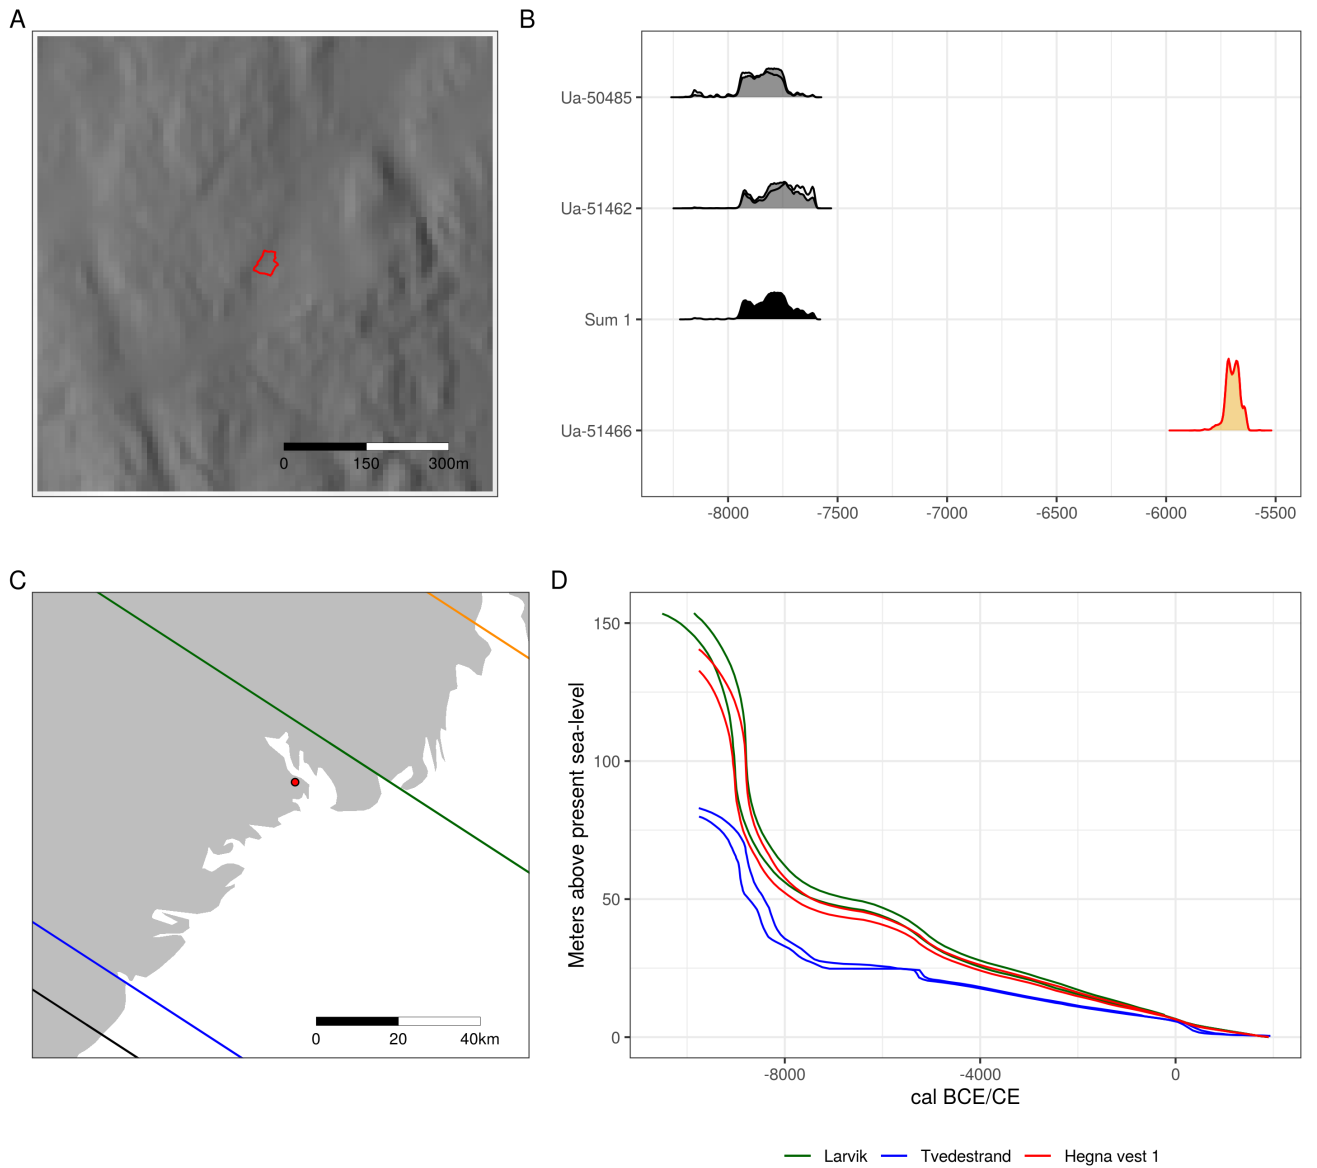 A
0 150 300m
B
Ua-50485
Ua-51462
Sum 1
Ua-51466
-8000 -7500 -7000 -6500 -6000 -5500
C
0 20 40km
D
Meters above present sea-level
150
100
50
0
-8000 -4000 0
cal BCE/CE
Larvik Tvedestrand Hegna vest 1